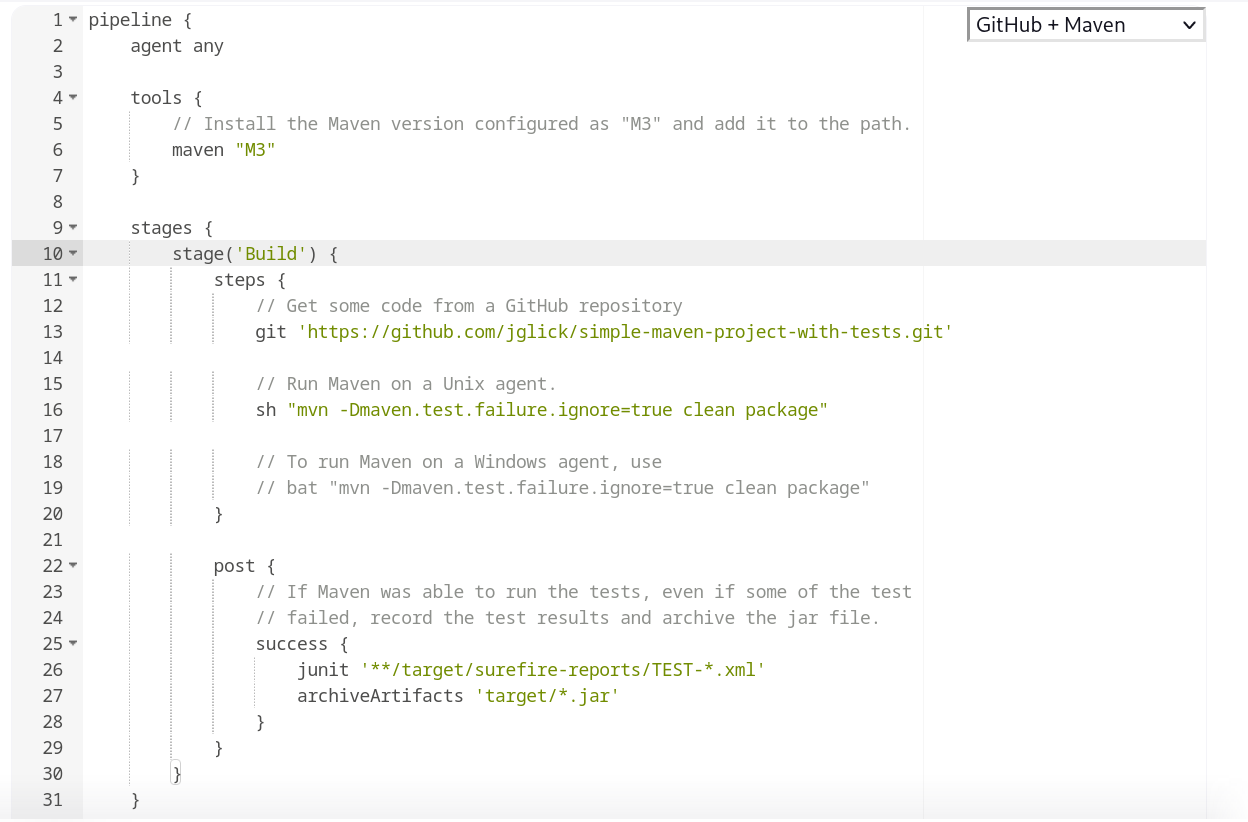 GitHub + Maven
1 pipeline {
2     agent any
3
4     tools {
5         // Install the Maven version configured as "M3" and add it to the path.
6         maven "M3"
7     }
8
9     stages {
10         stage('Build') {
11             steps {
12                 // Get some code from a GitHub repository
13                 git 'https://github.com/jglick/simple-maven-project-with-tests.git'
14
15                 // Run Maven on a Unix agent.
16                 sh "mvn -Dmaven.test.failure.ignore=true clean package"
17
18                 // To run Maven on a Windows agent, use
19                 // bat "mvn -Dmaven.test.failure.ignore=true clean package"
20             }
21
22             post {
23                 // If Maven was able to run the tests, even if some of the test
24                 // failed, record the test results and archive the jar file.
25                 success {
26                     junit '**/target/surefire-reports/TEST-*.xml'
27                     archiveArtifacts 'target/*.jar'
28                 }
29             }
30         }
31     }